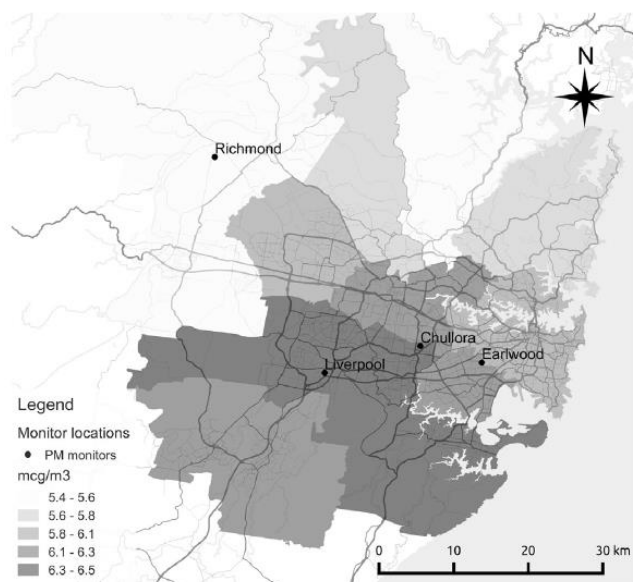 N
Richmond
Chullora
Earlwood
Liverpool
Legend
Monitor locations
PM monitors
mcg/m3
5.4 - 5.6
5.6 - 5.8
5.8 - 6.1
6.1 - 6.3
6.3 - 6.5
0 10 20 30 km